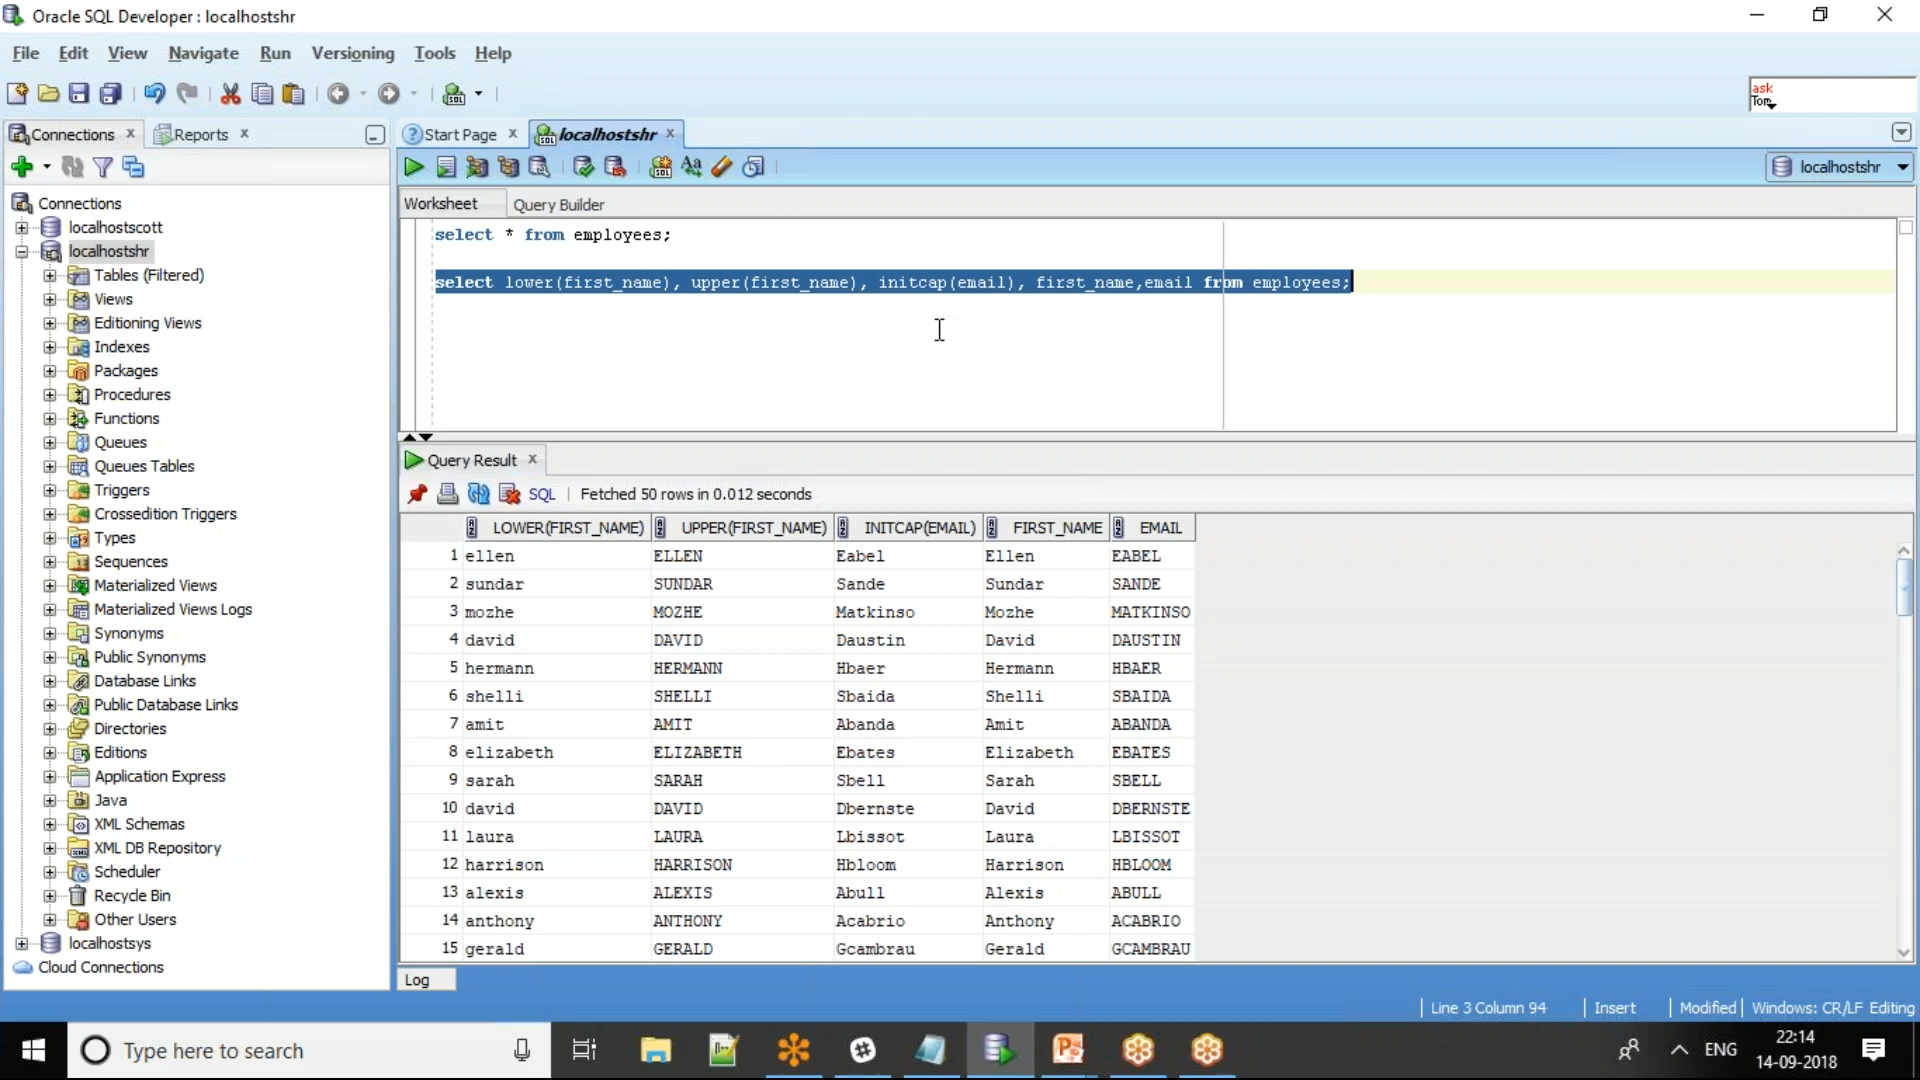 Oracle SQL Developer : localhostshr
File Edit View Navigate Run Versioning Tools Help
ask
Tom
Connections x Reports x Start Page x localhostshr x
localhostshr
Worksheet Query Builder
select * from employees;
select lower(first_name), upper(first_name), initcap(email), first_name,email from employees;
Connections
localhostscott
localhostshr
Tables (Filtered)
Views
Editioning Views
Indexes
Packages
Procedures
Functions
Queues
Queues Tables
Triggers
Crossedition Triggers
Types
Sequences
Materialized Views
Materialized Views Logs
Synonyms
Public Synonyms
Database Links
Public Database Links
Directories
Editions
Application Express
Java
XML Schemas
XML DB Repository
Scheduler
Recycle Bin
Other Users
localhostsys
Cloud Connections
Query Result x
SQL | Fetched 50 rows in 0.012 seconds
LOWER(FIRST_NAME) UPPER(FIRST_NAME) INITCAP(EMAIL) FIRST_NAME EMAIL
1 ellen ELLEN Eabel Ellen EABEL
2 sundar SUNDAR Sande Sundar SANDE
3 mozhe MOZHE Matkinso Mozhe MATKINSO
4 david DAVID Daustin David DAUSTIN
5 hermann HERMANN Hbaer Hermann HBAER
6 shelli SHELLI Sbaida Shelli SBAIDA
7 amit AMIT Abanda Amit ABANDA
8 elizabeth ELIZABETH Ebates Elizabeth EBATES
9 sarah SARAH Sbell Sarah SBELL
10 david DAVID Dbernste David DBERNSTE
11 laura LAURA Lbissot Laura LBISSOT
12 harrison HARRISON Hbloom Harrison HBLOOM
13 alexis ALEXIS Abull Alexis ABULL
14 anthony ANTHONY Acabrio Anthony ACABRIO
15 gerald GERALD Gcambrau Gerald GCAMBRAU
Log
Line 3 Column 94 | Insert | Modified | Windows: CR/LF Editing
Type here to search
ENG
22:14
14-09-2018